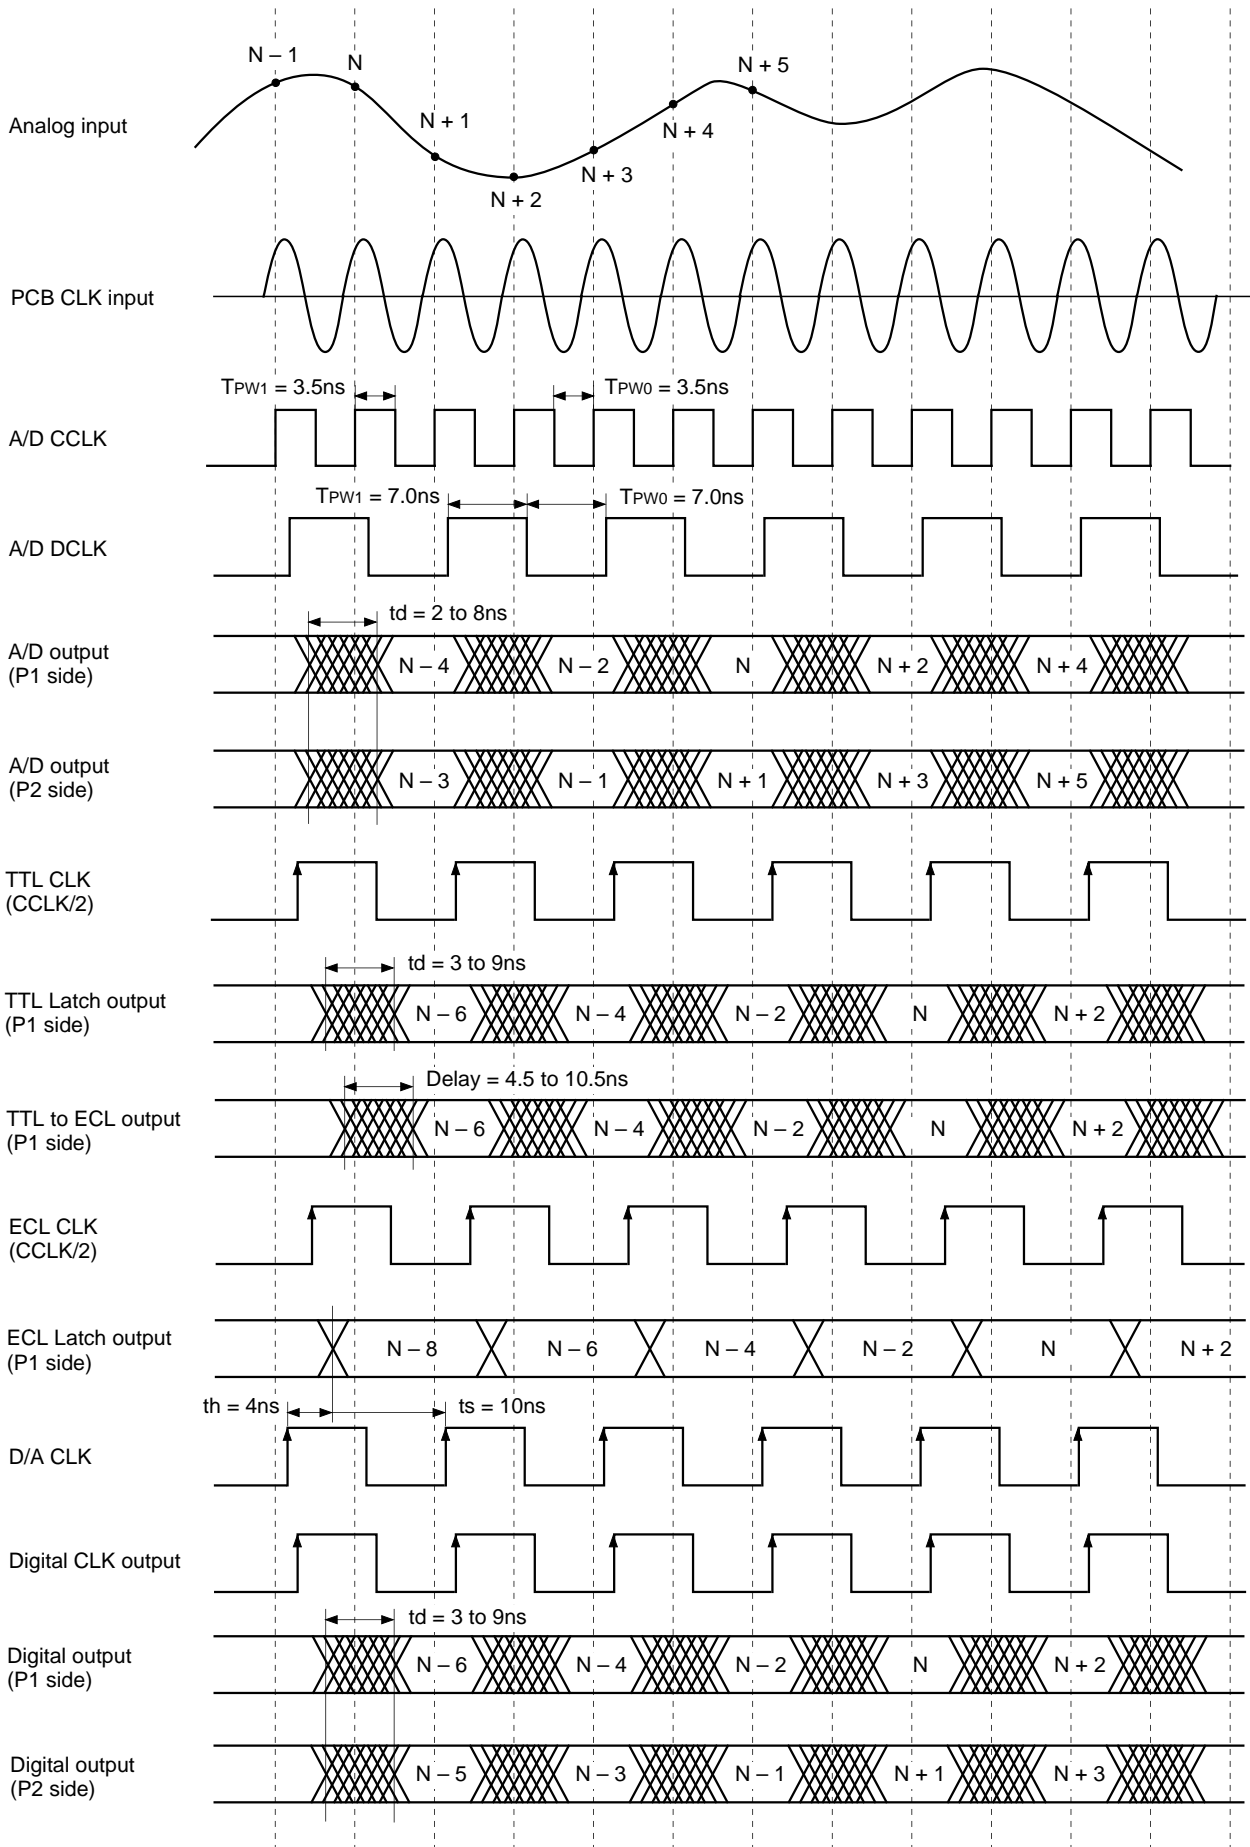 N – 1
N
N + 5
N + 1
Analog input
N + 4
N + 3
N + 2
PCB CLK input
TPW1 = 3.5ns
TPW0 = 3.5ns
A/D CCLK
TPW1 = 7.0ns
TPW0 = 7.0ns
A/D DCLK
td = 2 to 8ns
A/D output
(P1 side)
N – 4
N – 2
N
N + 2
N + 4
A/D output
(P2 side)
N – 3
N – 1
N + 1
N + 3
N + 5
TTL CLK
(CCLK/2)
td = 3 to 9ns
TTL Latch output
(P1 side)
N – 6
N – 4
N – 2
N
N + 2
Delay = 4.5 to 10.5ns
TTL to ECL output
(P1 side)
N – 6
N – 4
N – 2
N
N + 2
ECL CLK
(CCLK/2)
ECL Latch output
(P1 side)
N – 8
N – 6
N – 4
N – 2
N
N + 2
th = 4ns
ts = 10ns
D/A CLK
Digital CLK output
td = 3 to 9ns
Digital output
(P1 side)
N – 6
N – 4
N – 2
N
N + 2
Digital output
(P2 side)
N – 5
N – 3
N – 1
N + 1
N + 3